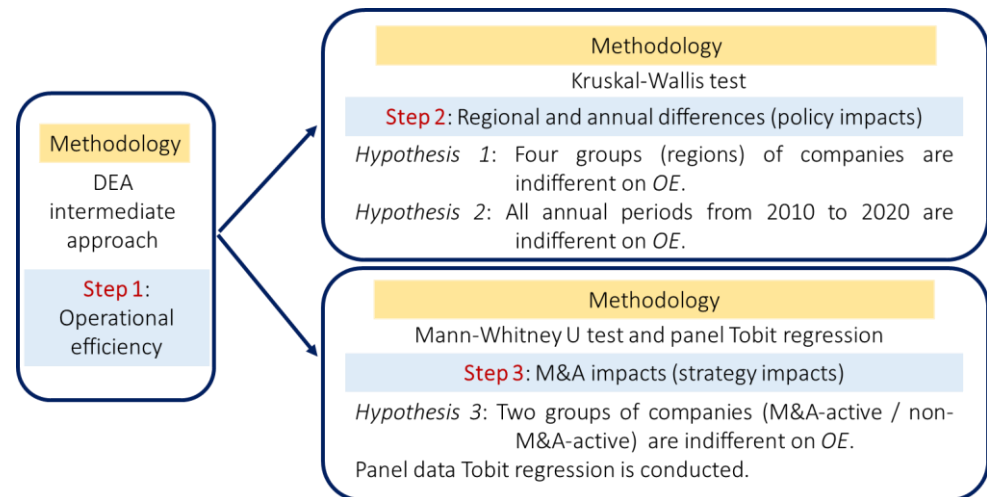 Methodology
DEA
intermediate
approach
Step 1:
Operational
efficiency
Methodology
Kruskal-Wallis test
Step 2: Regional and annual differences (policy impacts)
Hypothesis 1: Four groups (regions) of companies are
indifferent on OE.
Hypothesis 2: All annual periods from 2010 to 2020 are
indifferent on OE.
Methodology
Mann-Whitney U test and panel Tobit regression
Step 3: M&A impacts (strategy impacts)
Hypothesis 3: Two groups of companies (M&A-active / non-
M&A-active) are indifferent on OE.
Panel data Tobit regression is conducted.